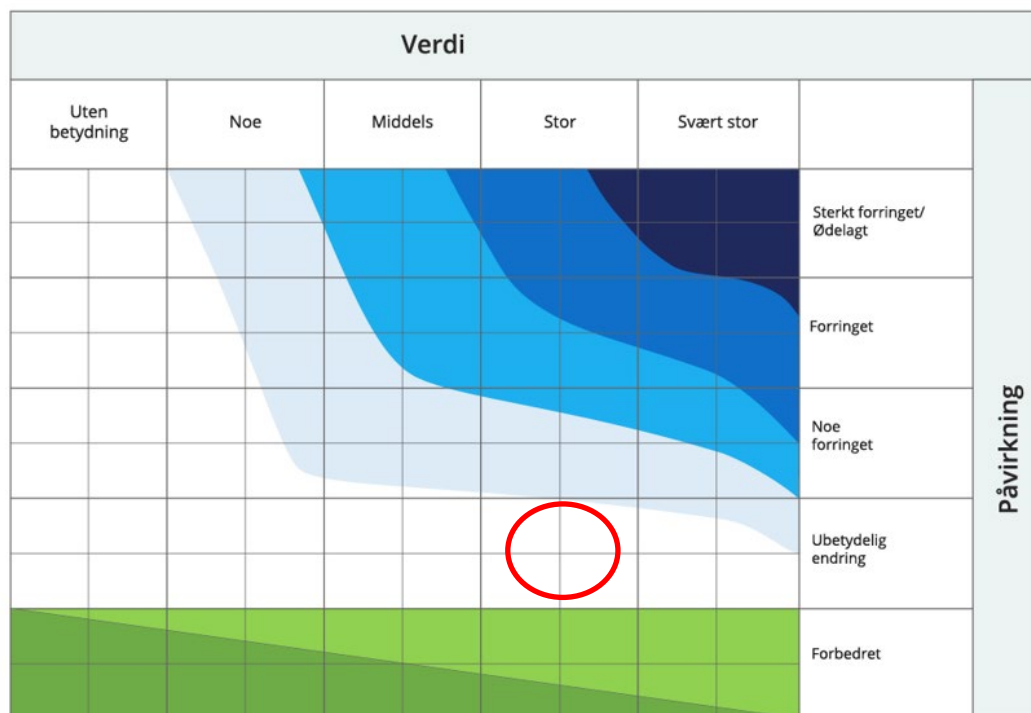 Verdi
Uten
betydning
Noe
Middels
Stor
Svært stor
Sterkt forringet/
Ødelagt
Forringet
Noe
forringet
Ubetydelig
endring
Forbedret
Påvirkning